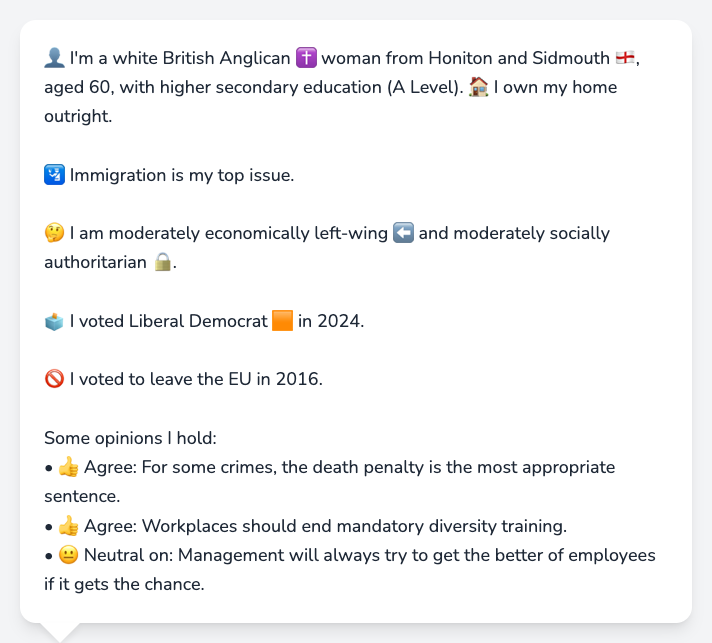 👤 I'm a white British Anglican ✝️ woman from Honiton and Sidmouth 🏴󠁧󠁢󠁥󠁮󠁧󠁿,
aged 60, with higher secondary education (A Level). 🏠 I own my home
outright.
🛂 Immigration is my top issue.
🤔 I am moderately economically left-wing ⬅️ and moderately socially
authoritarian 🔒.
🗳️ I voted Liberal Democrat 🟧 in 2024.
🚫 I voted to leave the EU in 2016.
Some opinions I hold:
• 👍 Agree: For some crimes, the death penalty is the most appropriate
sentence.
• 👍 Agree: Workplaces should end mandatory diversity training.
• 😐 Neutral on: Management will always try to get the better of employees
if it gets the chance.